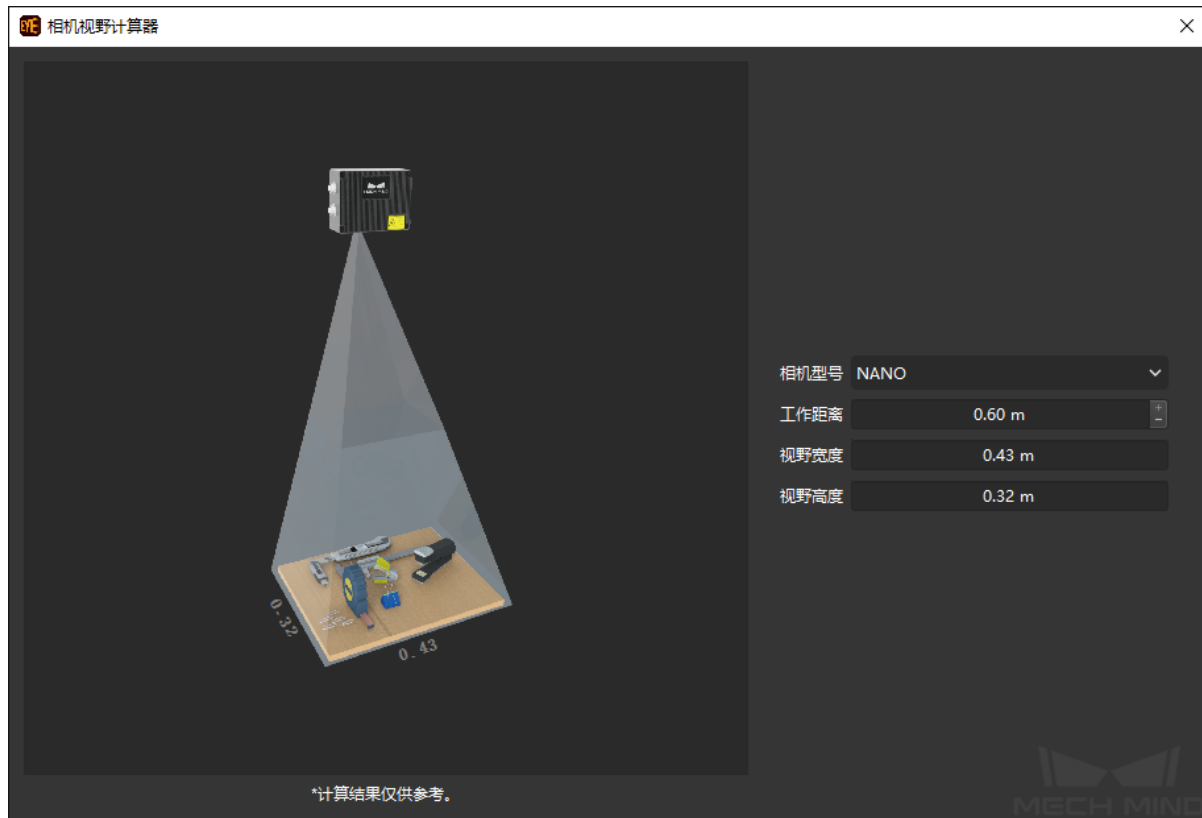 EYE 相机视野计算器
相机型号 NANO
工作距离 0.60 m
视野宽度 0.43 m
视野高度 0.32 m
0.32
0.43
*计算结果仅供参考。
MECH MIND